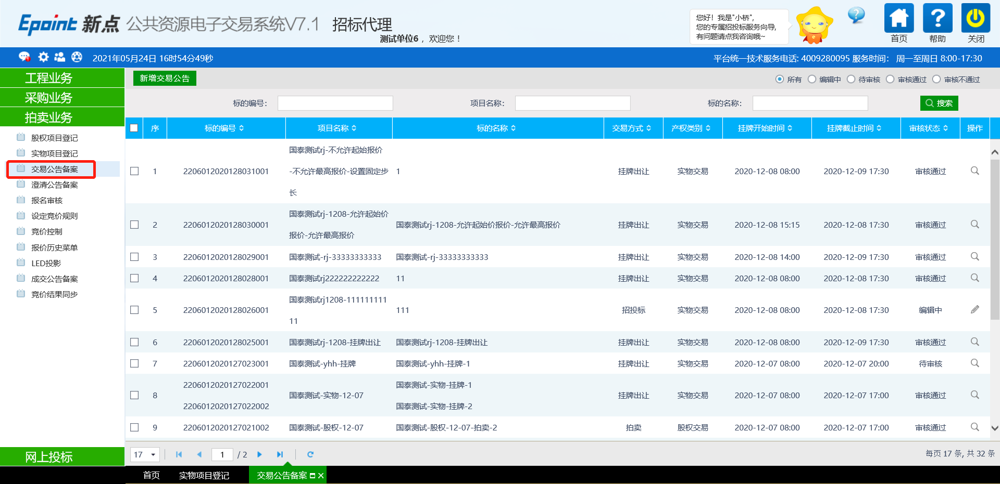 Epoint 新点 公共资源电子交易系统V7.1 招标代理
测试单位6 ，欢迎您！
您好！我是"小桥",
您的专属招投标服务向导,
有问题请点我咨询哦~
首页 帮助 关闭
2021年05月24日 16时54分49秒
平台统一技术服务电话: 4009280095 服务时间： 周一至周日 8:00-17:30
工程业务
采购业务
拍卖业务
股权项目登记
实物项目登记
交易公告备案
澄清公告备案
报名审核
设定竞价规则
竞价控制
报价历史菜单
LED投影
成交公告备案
竞价结果同步
网上投标
新增交易公告
所有 编辑中 待审核 审核通过 审核不通过
标的编号： 项目名称： 标的名称： 搜索
序 标的编号 项目名称 标的名称 交易方式 产权类别 挂牌开始时间 挂牌截止时间 审核状态 操作
国泰测试rj-不允许起始报价
1 2206012020128031001 -不允许最高报价-设置固定步 1 挂牌出让 实物交易 2020-12-08 08:00 2020-12-09 17:30 审核通过
长
国泰测试rj-1208-允许起始价
2 2206012020128030001 国泰测试rj-1208-允许起始价报价-允许最高报价 挂牌出让 实物交易 2020-12-08 15:15 2020-12-08 17:30 审核通过
报价-允许最高报价
3 2206012020128029001 国泰测试-rj-33333333333 国泰测试-rj-33333333333 挂牌出让 实物交易 2020-12-08 14:00 2020-12-09 17:30 审核通过
4 2206012020128028001 国泰测试rj222222222222 11 挂牌出让 实物交易 2020-12-08 08:00 2020-12-08 17:30 审核通过
国泰测试rj1208-111111111
5 2206012020128026001 111 招投标 实物交易 2020-12-08 08:00 2020-12-08 17:30 编辑中
11
6 2206012020128025001 国泰测试rj-1208-挂牌出让 国泰测试rj-1208-挂牌出让 挂牌出让 实物交易 2020-12-08 08:00 2020-12-09 17:30 审核通过
7 2206012020127023001 国泰测试-yhh-挂牌 国泰测试-yhh-挂牌-1 挂牌出让 实物交易 2020-12-07 08:00 2020-12-07 20:00 待审核
2206012020127022001 国泰测试-实物-挂牌-1
8 国泰测试-实物-12-07 挂牌出让 实物交易 2020-12-07 08:00 2020-12-07 17:00 审核通过
2206012020127022002 国泰测试-实物-挂牌-2
9 2206012020127021002 国泰测试-股权-12-07 国泰测试-股权-12-07-拍卖-2 拍卖 股权交易 2020-12-07 08:00 2020-12-07 17:00 审核通过
17 1 / 2 每页 17 条, 共 32 条
首页 实物项目登记 交易公告备案